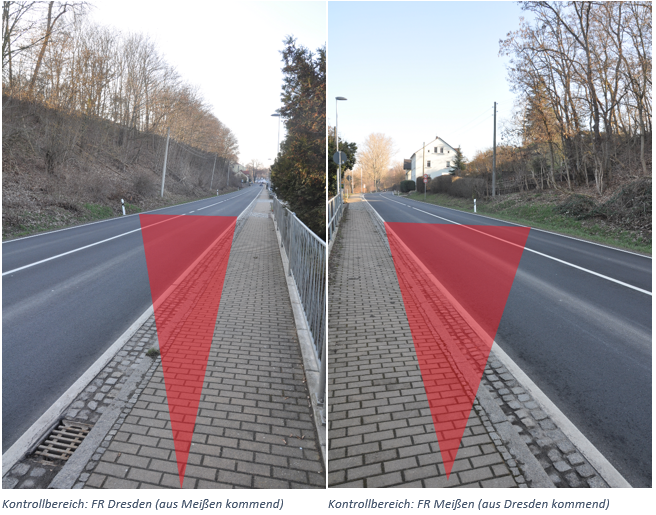 Kontrollbereich: FR Dresden (aus Meißen kommend)
Kontrollbereich: FR Meißen (aus Dresden kommend)